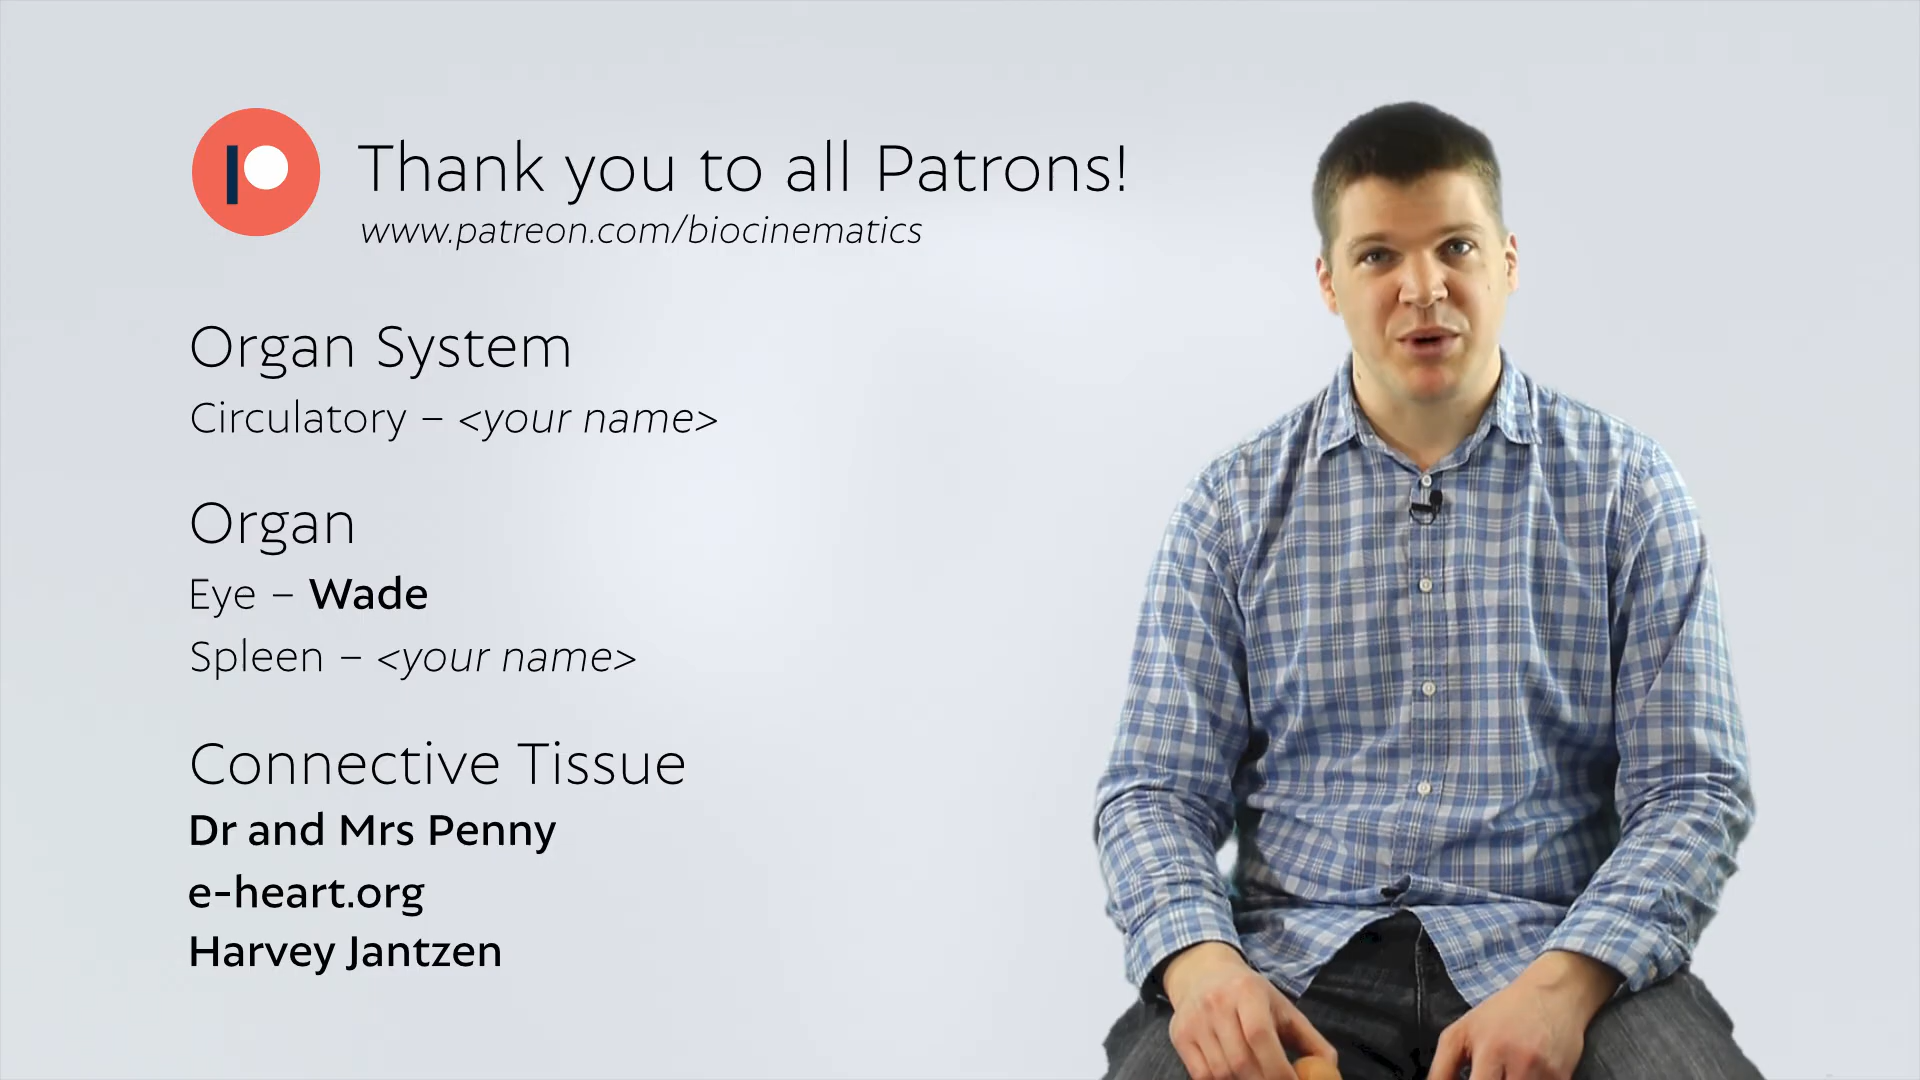 Thank you to all Patrons!
www.patreon.com/biocinematics
Organ System
Circulatory – <your name>
Organ
Eye – Wade
Spleen – <your name>
Connective Tissue
Dr and Mrs Penny
e-heart.org
Harvey Jantzen